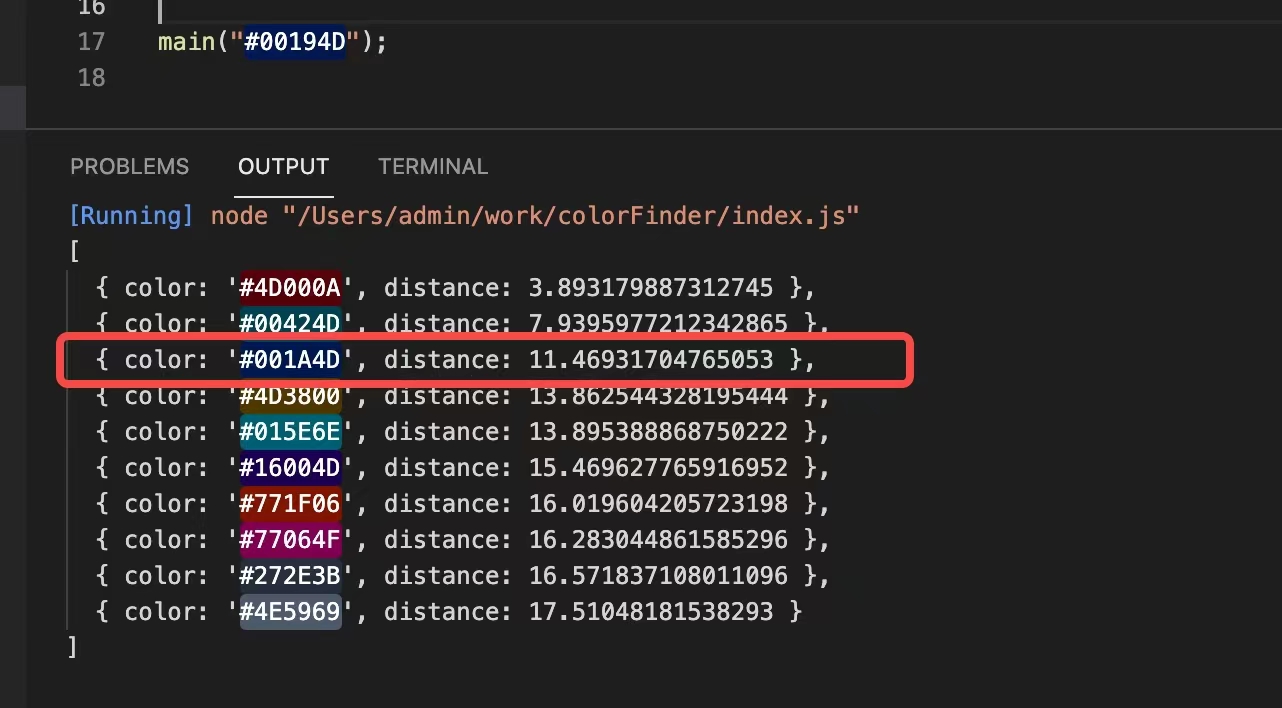 16
17 main("#00194D");
18
PROBLEMS OUTPUT TERMINAL
[Running] node "/Users/admin/work/colorFinder/index.js"
[
{ color: '#4D000A', distance: 3.893179887312745 },
{ color: '#00424D', distance: 7.9395977212342865 },
{ color: '#001A4D', distance: 11.46931704765053 },
{ color: '#4D3800', distance: 13.862544328195444 },
{ color: '#015E6E', distance: 13.895388868750222 },
{ color: '#16004D', distance: 15.469627765916952 },
{ color: '#771F06', distance: 16.019604205723198 },
{ color: '#77064F', distance: 16.283044861585296 },
{ color: '#272E3B', distance: 16.571837108011096 },
{ color: '#4E5969', distance: 17.51048181538293 }
]